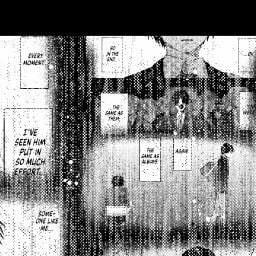 EVERY
MOMENT.
I'VE
SEEN HIM
PUT IN
SO MUCH
EFFORT...
SOME-
ONE LIKE
ME...
SO
IN THE
END,
THE
SAME AS
THEM;
THE
SAME AS
ALWAYS.
AGAIN